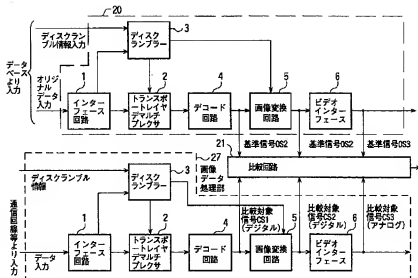 20
ディスクランブル情報入力
ディスクランブラー
3
データベースより入力
オリジナルデータ入力
1
インターフェース回路
2
トランスポートレイヤデマルチプレクサ
4
デコード回路
5
画像変換回路
6
ビデオインターフェース
基準信号OS2
基準信号OS2
基準信号OS3
21
比較回路
27
画像データ処理部
ディスクランブル情報
ディスクランブラー
3
通信回線等より入力
データ入力
1
インターフェース回路
2
トランスポートレイヤデマルチプレクサ
4
デコード回路
比較対象信号CS1(デジタル)
5
画像変換回路
比較対象信号CS2(デジタル)
6
ビデオインターフェース
比較対象信号CS3(アナログ)